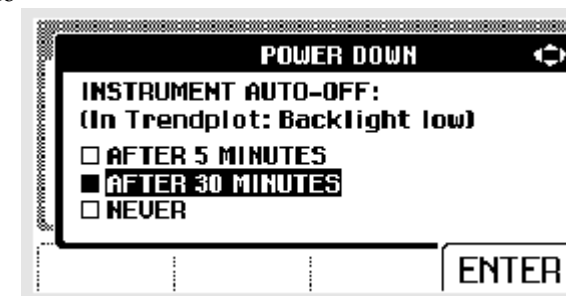 POWER DOWN
INSTRUMENT AUTO-OFF:
(In Trendplot: Backlight low)
AFTER 5 MINUTES
AFTER 30 MINUTES
NEVER
ENTER